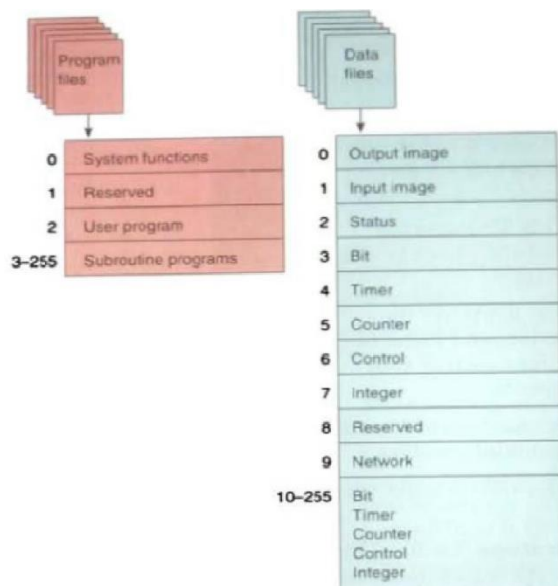 Program
files
0 System functions
1 Reserved
2 User program
3–255 Subroutine programs
Data
files
0 Output image
1 Input image
2 Status
3 Bit
4 Timer
5 Counter
6 Control
7 Integer
8 Reserved
9 Network
10–255 Bit
Timer
Counter
Control
Integer